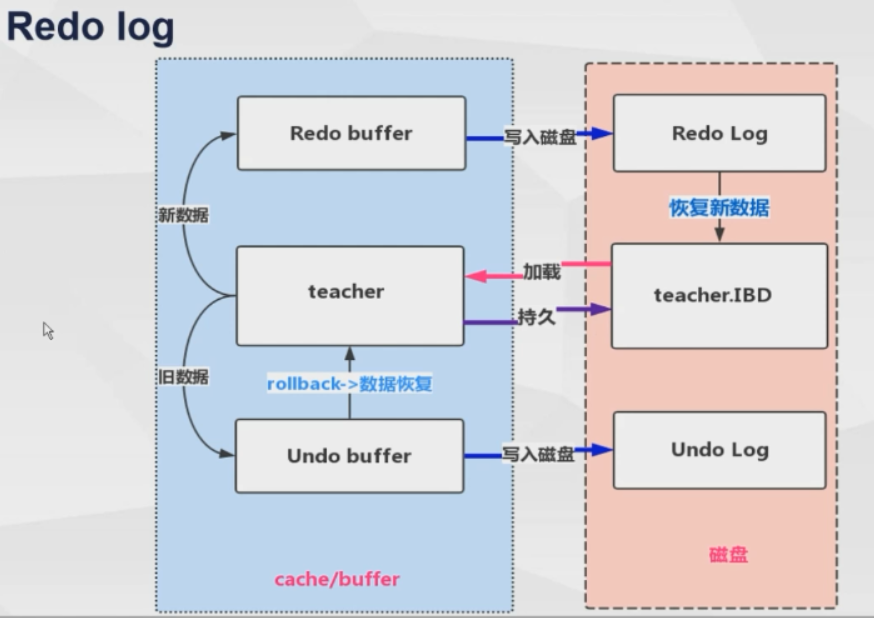 Redo log
Redo buffer
写入磁盘
Redo Log
新数据
恢复新数据
teacher
加载
持久
teacher.IBD
旧数据
rollback->数据恢复
Undo buffer
写入磁盘
Undo Log
cache/buffer
磁盘